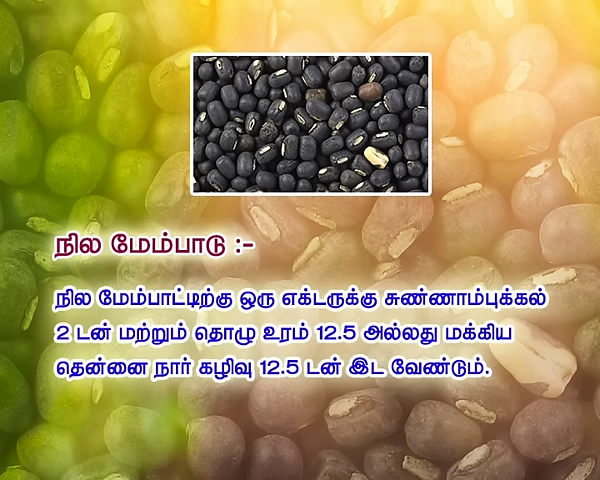 நில மேம்பாடு :-
நில மேம்பாட்டிற்கு ஒரு எக்டருக்கு சுண்ணாம்புக்கல்
2 டன் மற்றும் தொழு உரம் 12.5 அல்லது மக்கிய
தென்னை நார் கழிவு 12.5 டன் இட வேண்டும்.